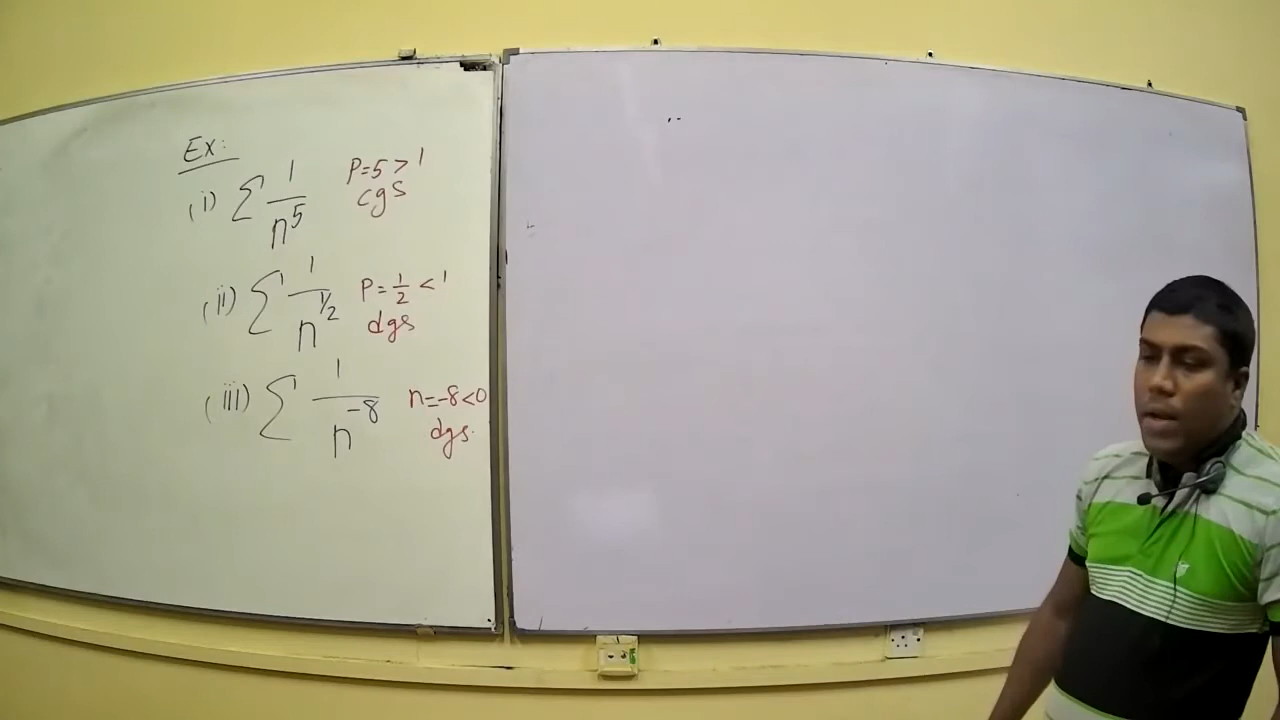 Ex:
(i) ∑ 1/n^5 P=5>1
cgs
(ii) ∑ 1/n^1/2 P=1/2<1
dgs
(iii) ∑ 1/n^-8 n=-8<0
dgs.